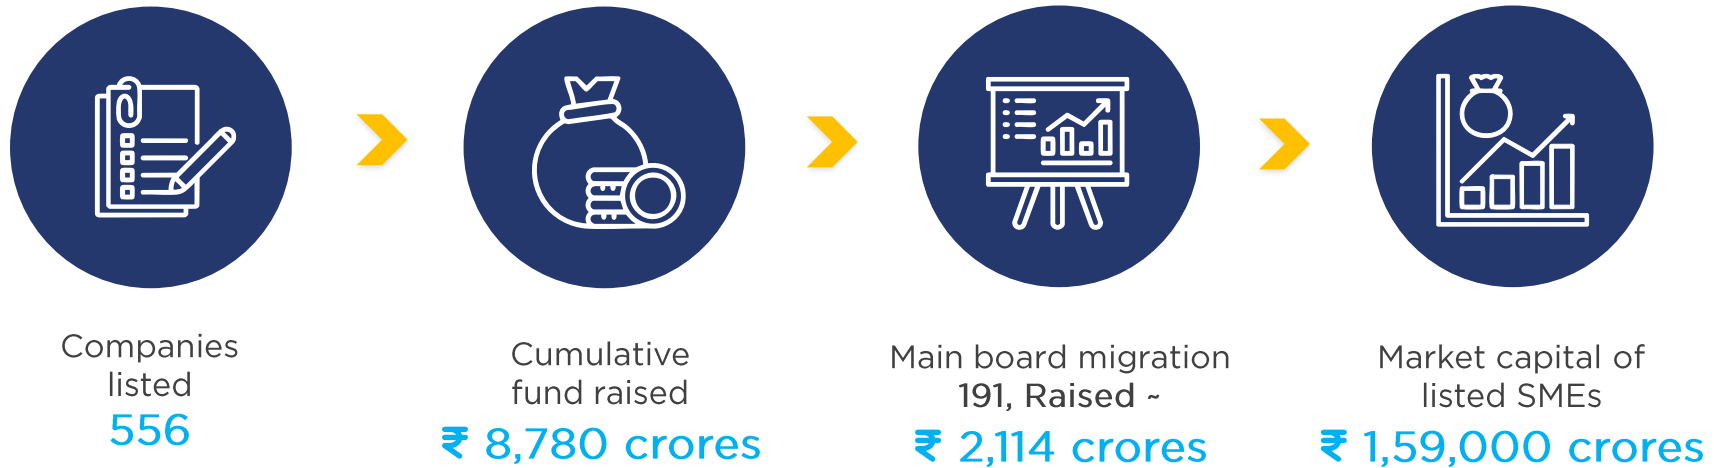 Companies
listed
556
Cumulative
fund raised
₹ 8,780 crores
Main board migration
191, Raised ~
₹ 2,114 crores
Market capital of
listed SMEs
₹ 1,59,000 crores